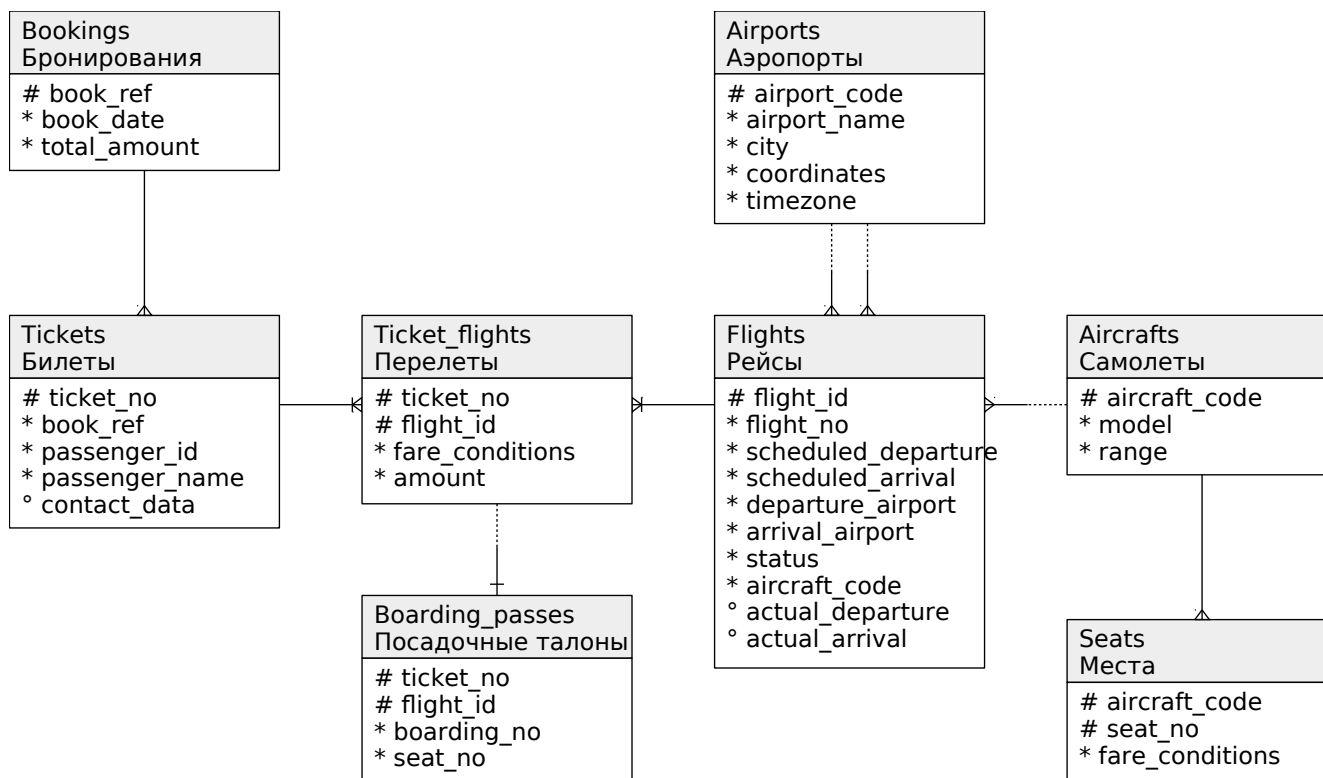 Bookings
Бронирования
# book_ref
* book_date
* total_amount
Airports
Аэропорты
# airport_code
* airport_name
* city
* coordinates
* timezone
Tickets
Билеты
# ticket_no
* book_ref
* passenger_id
* passenger_name
° contact_data
Ticket_flights
Перелеты
# ticket_no
# flight_id
* fare_conditions
* amount
Flights
Рейсы
# flight_id
* flight_no
* scheduled_departure
* scheduled_arrival
* departure_airport
* arrival_airport
* status
* aircraft_code
° actual_departure
° actual_arrival
Aircrafts
Самолеты
# aircraft_code
* model
* range
Boarding_passes
Посадочные талоны
# ticket_no
# flight_id
* boarding_no
* seat_no
Seats
Места
# aircraft_code
# seat_no
* fare_conditions